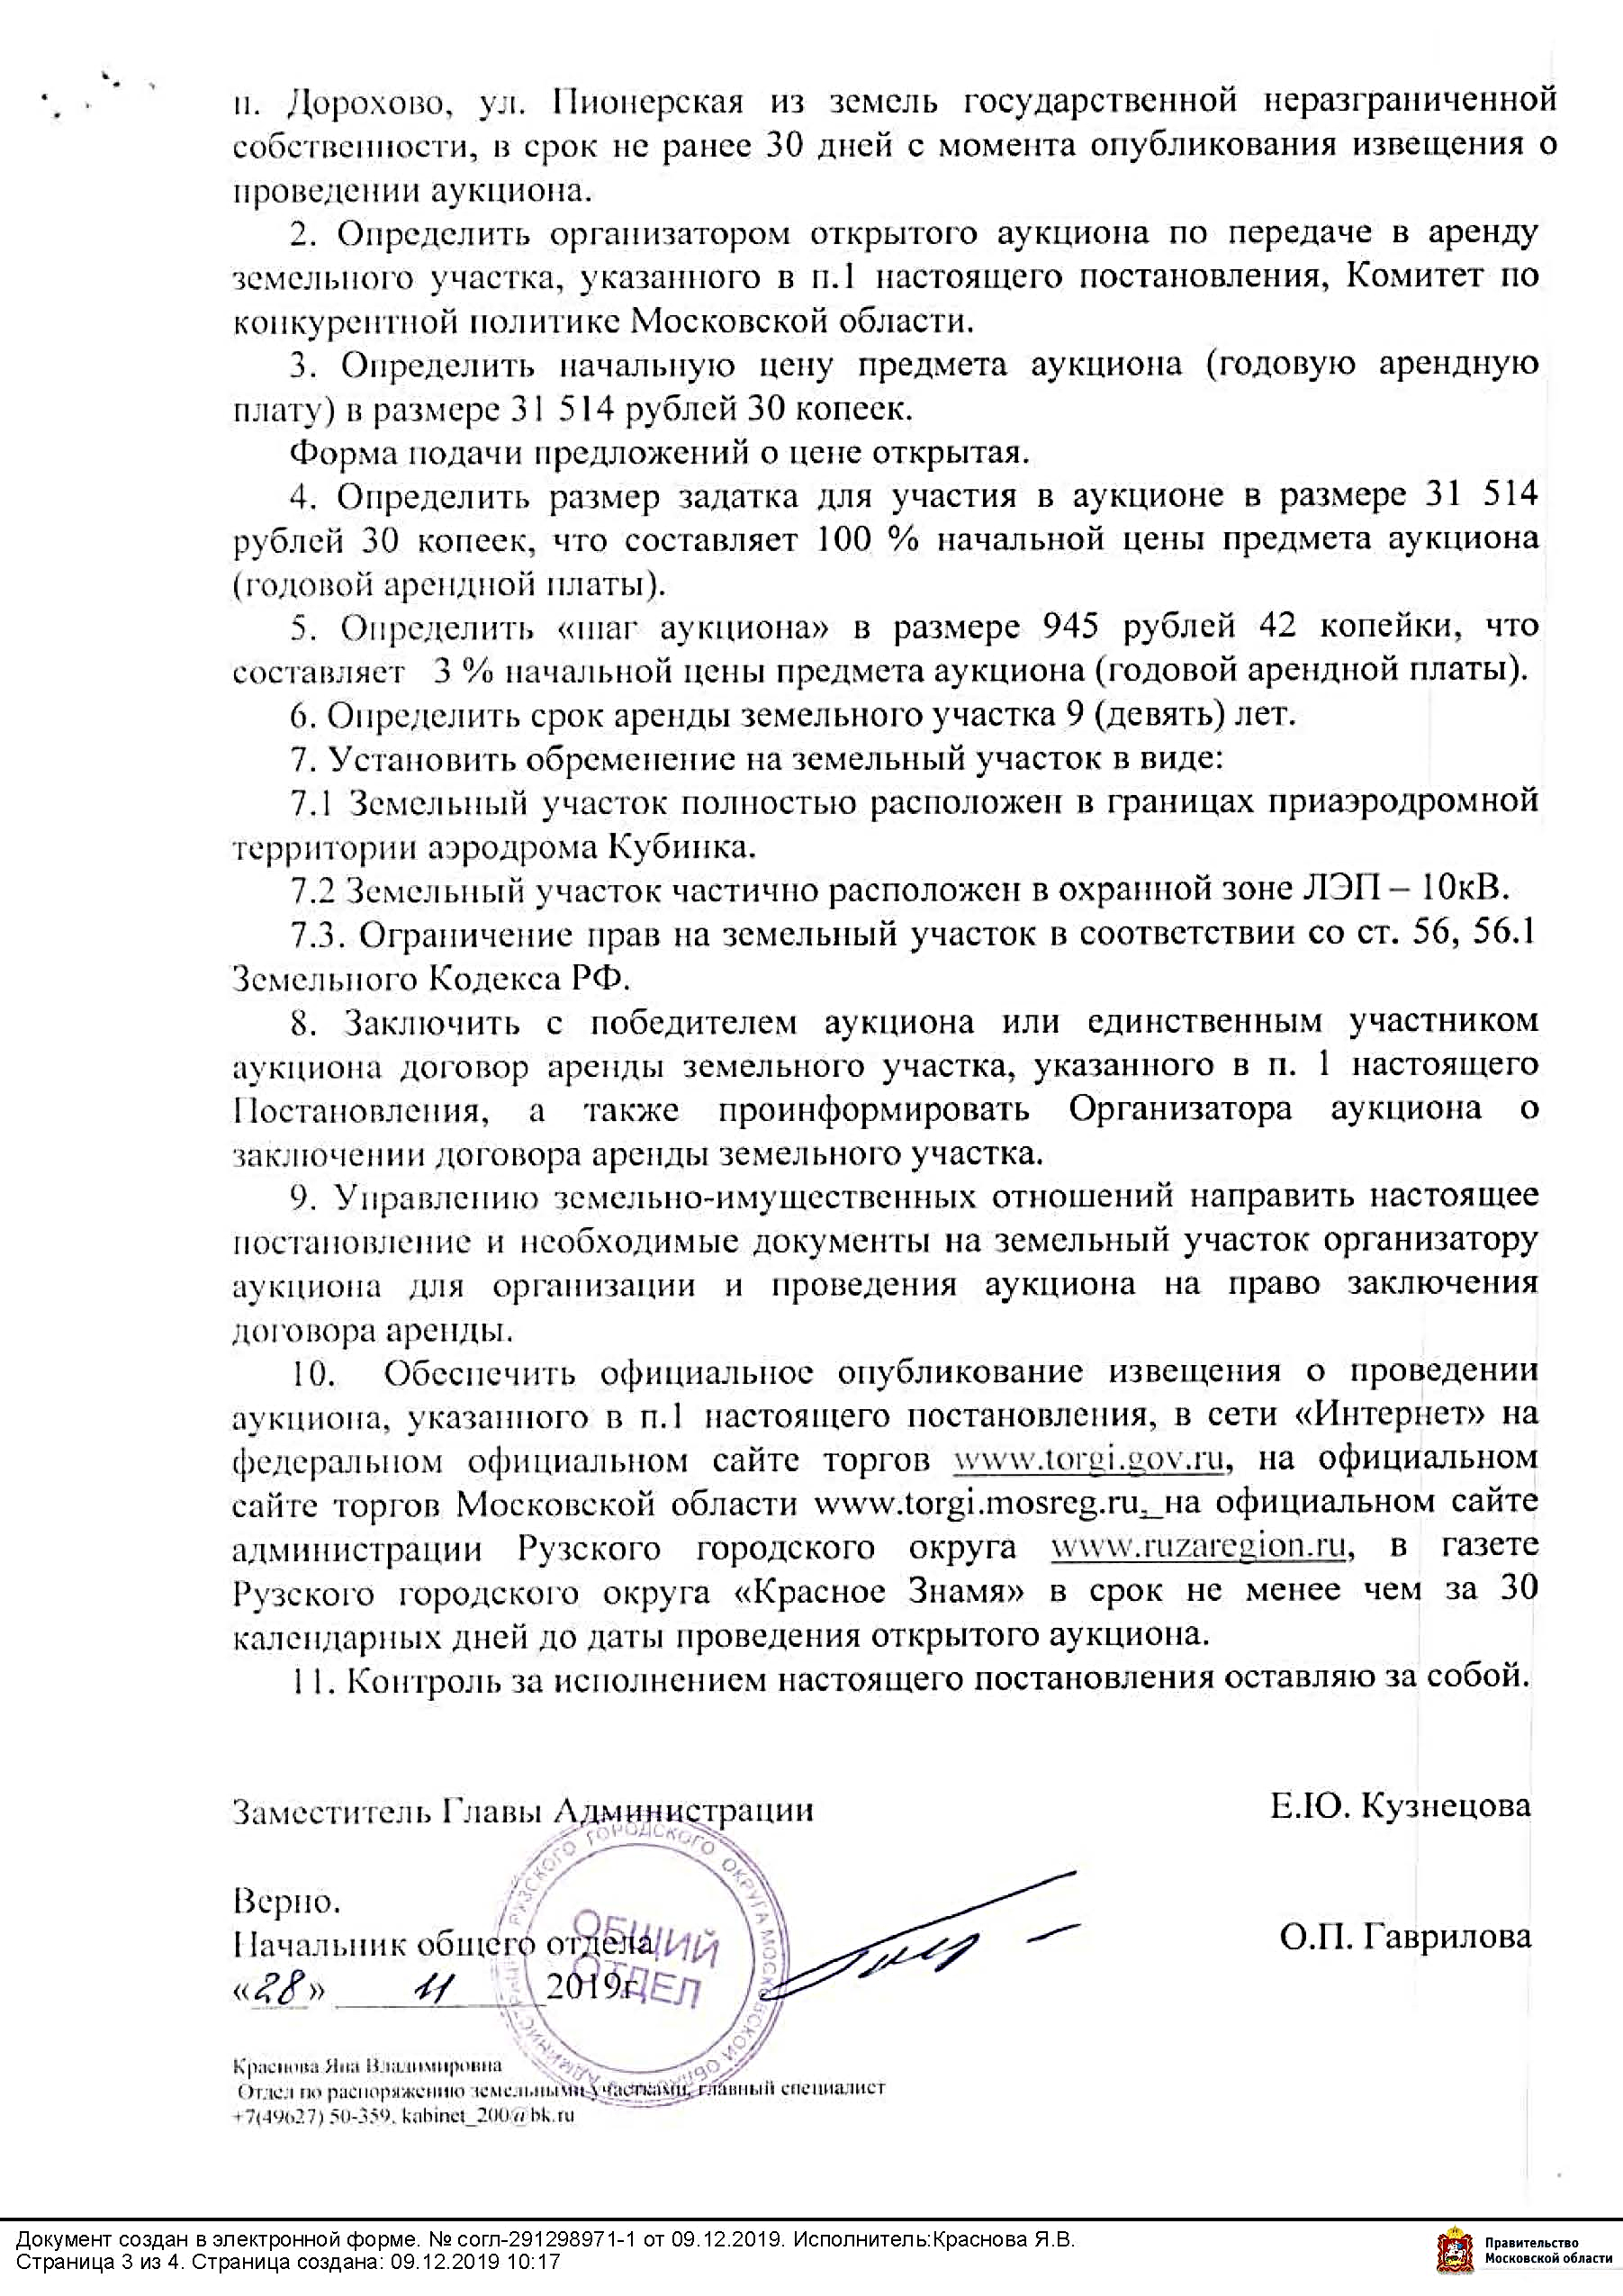 п. Дорохово, ул. Пионерская из земель государственной неразграниченной
собственности, в срок не ранее 30 дней с момента опубликования извещения о
проведении аукциона.
2. Определить организатором открытого аукциона по передаче в аренду
земельного участка, указанного в п.1 настоящего постановления, Комитет по
конкурентной политике Московской области.
3. Определить начальную цену предмета аукциона (годовую арендную
плату) в размере 31 514 рублей 30 копеек.
Форма подачи предложений о цене открытая.
4. Определить размер задатка для участия в аукционе в размере 31 514
рублей 30 копеек, что составляет 100 % начальной цены предмета аукциона
(годовой арендной платы).
5. Определить «шаг аукциона» в размере 945 рублей 42 копейки, что
составляет 3 % начальной цены предмета аукциона (годовой арендной платы).
6. Определить срок аренды земельного участка 9 (девять) лет.
7. Установить обременение на земельный участок в виде:
7.1 Земельный участок полностью расположен в границах приаэродромной
территории аэродрома Кубинка.
7.2 Земельный участок частично расположен в охранной зоне ЛЭП – 10кВ.
7.3. Ограничение прав на земельный участок в соответствии со ст. 56, 56.1
Земельного Кодекса РФ.
8. Заключить с победителем аукциона или единственным участником
аукциона договор аренды земельного участка, указанного в п. 1 настоящего
Постановления, а также проинформировать Организатора аукциона о
заключении договора аренды земельного участка.
9. Управлению земельно-имущественных отношений направить настоящее
постановление и необходимые документы на земельный участок организатору
аукциона для организации и проведения аукциона на право заключения
договора аренды.
10. Обеспечить официальное опубликование извещения о проведении
аукциона, указанного в п.1 настоящего постановления, в сети «Интернет» на
федеральном официальном сайте торгов www.torgi.gov.ru, на официальном
сайте торгов Московской области www.torgi.mosreg.ru, на официальном сайте
администрации Рузского городского округа www.ruzaregion.ru, в газете
Рузского городского округа «Красное Знамя» в срок не менее чем за 30
календарных дней до даты проведения открытого аукциона.
11. Контроль за исполнением настоящего постановления оставляю за собой.
Заместитель Главы Администрации Е.Ю. Кузнецова
Верно.
Начальник общего отдела О.П. Гаврилова
«28» 11 2019г.
АДМИНИСТРАЦИЯ РУЗСКОГО ГОРОДСКОГО ОКРУГА МОСКОВСКОЙ ОБЛАСТИ
ОБЩИЙ
ОТДЕЛ
Краснова Яна Владимировна
Отдел по распоряжению земельными участками, главный специалист
+7(49627) 50-359, kabinet_200@bk.ru
Документ создан в электронной форме. № согл-291298971-1 от 09.12.2019. Исполнитель:Краснова Я.В.
Страница 3 из 4. Страница создана: 09.12.2019 10:17
Правительство
Московской области